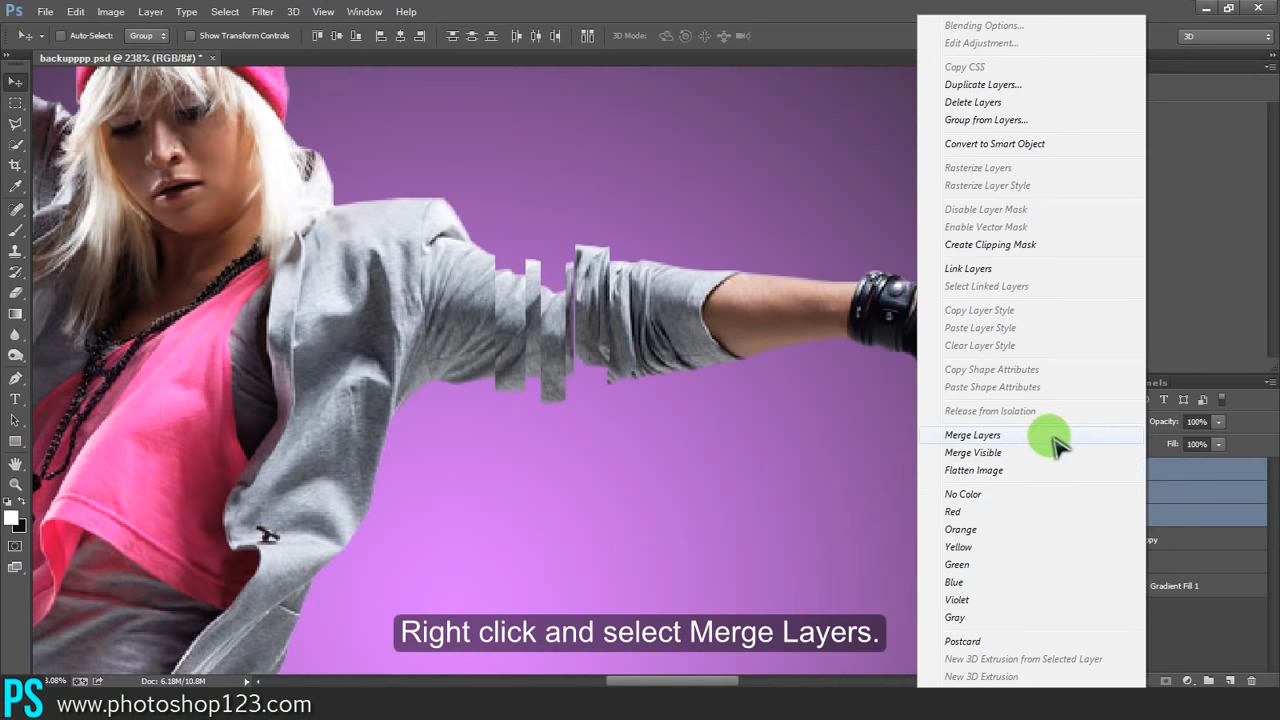 Ps File Edit Image Layer Type Select Filter 3D View Window Help
Auto-Select: Group Show Transform Controls 3D Mode: 3D
backupppp.psd @ 238% (RGB/8#) *
Blending Options...
Edit Adjustment...
Copy CSS
Duplicate Layers...
Delete Layers
Group from Layers...
Convert to Smart Object
Rasterize Layers
Rasterize Layer Style
Disable Layer Mask
Enable Vector Mask
Create Clipping Mask
Link Layers
Select Linked Layers
Copy Layer Style
Paste Layer Style
Clear Layer Style
Copy Shape Attributes
Paste Shape Attributes
Release from Isolation
Merge Layers
Merge Visible
Flatten Image
No Color
Red
Orange
Yellow
Green
Blue
Violet
Gray
Postcard
New 3D Extrusion from Selected Layer
New 3D Extrusion
nels
Opacity: 100%
Fill: 100%
opy
Gradient Fill 1
Right click and select Merge Layers.
3.08% Doc: 6.18M/10.8M
PS www.photoshop123.com